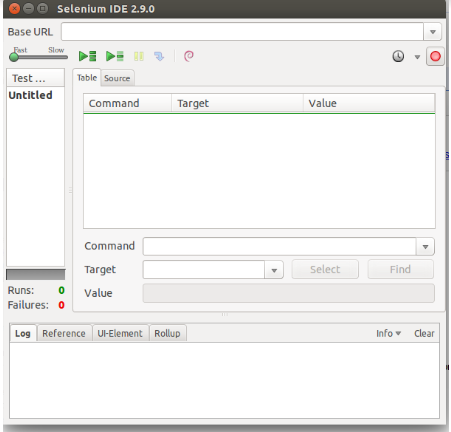 Selenium IDE 2.9.0
Base URL
Fast Slow
Test ... Table Source
Untitled
Command Target Value
Command
Target Select Find
Value
Runs: 0
Failures: 0
Log Reference UI-Element Rollup Info Clear